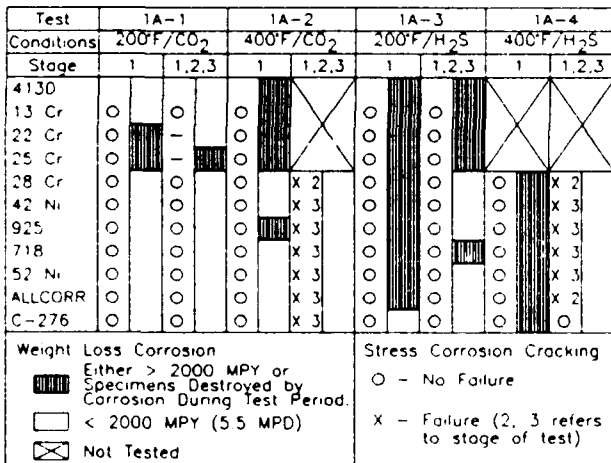 Test 1A-1 1A-2 1A-3 1A-4
Conditions 200°F/CO2 400°F/CO2 200°F/H2S 400°F/H2S
Stage 1 1,2,3 1 1,2,3 1 1,2,3 1 1,2,3
4130
13 Cr O O O O O
22 Cr O – O O O
25 Cr O – O O O
28 Cr O O O X 2 O O O X 2
42 Ni O O O X 3 O O O X 3
925 O O O X 3 O O O X 3
718 O O O X 3 O O O X 3
52 Ni O O O X 3 O O O X 3
ALLCORR O O O X 3 O O O X 2
C-276 O O O X 3 O O O O
Weight Loss Corrosion
Either > 2000 MPY or
Specimens Destroyed by
Corrosion During Test Period.
< 2000 MPY (5.5 MPD)
Not Tested
Stress Corrosion Cracking
O – No Failure
X – Failure (2, 3 refers
to stage of test)